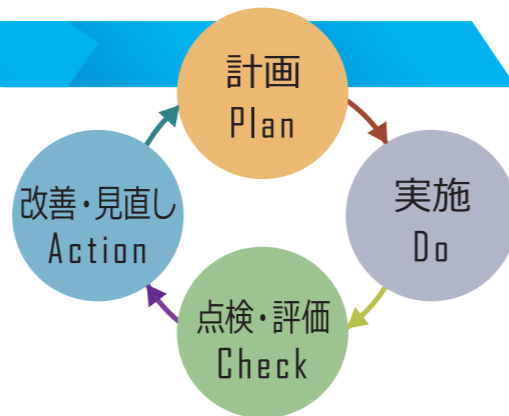 計画
Plan
実施
Do
点検・評価
Check
改善・見直し
Action